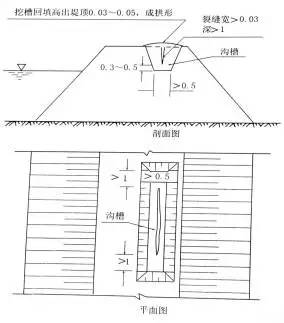 挖槽回填高出堤顶0.03~0.05，成拱形
裂缝宽>0.03
深>1
沟槽
0.3~0.5
>0.5
剖面图
>1
>0.5
沟槽
>1
平面图